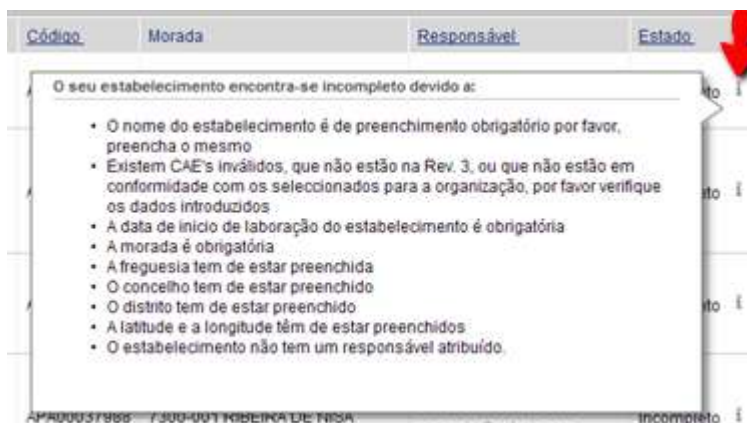 Código Morada Responsável Estado
O seu estabelecimento encontra-se incompleto devido a:
• O nome do estabelecimento é de preenchimento obrigatório por favor,
preencha o mesmo
• Existem CAE's inválidos, que não estão na Rev. 3, ou que não estão em
conformidade com os seleccionados para a organização, por favor verifique
os dados introduzidos
• A data de inicio de laboração do estabelecimento é obrigatória
• A morada é obrigatória
• A freguesia tem de estar preenchida
• O concelho tem de estar preenchido
• O distrito tem de estar preenchido
• A latitude e a longitude têm de estar preenchidos
• O estabelecimento não tem um responsável atribuído.
APA00037988 7300-001 RIBEIRA DE NISA Incompleto